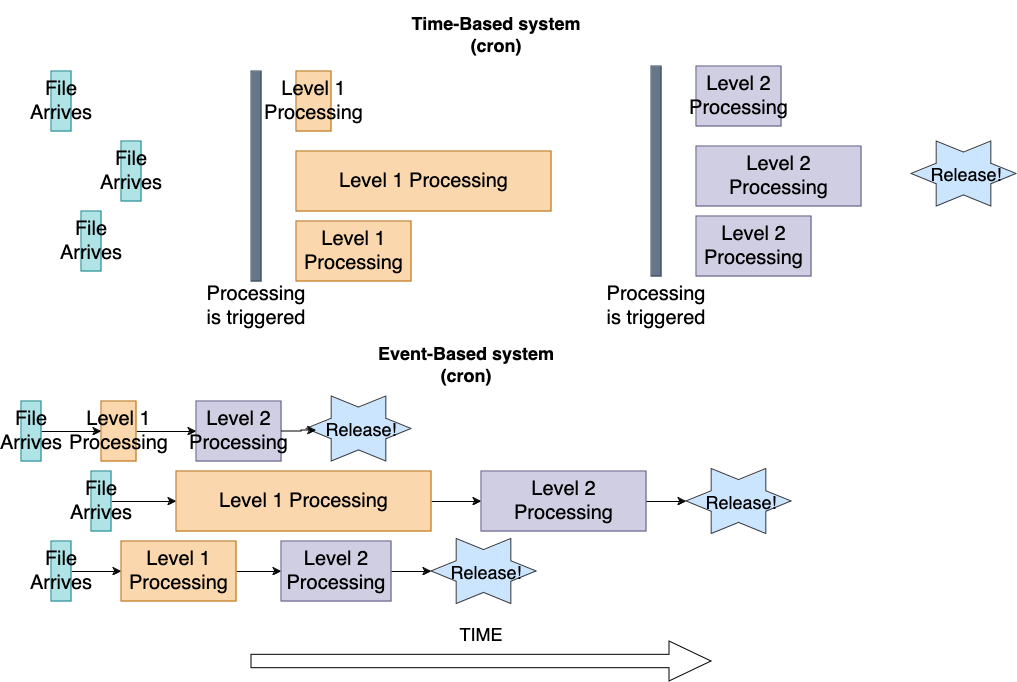 Time-Based system
(cron)
File
Arrives
Level 1
Processing
Level 2
Processing
File
Arrives
Level 1 Processing
Level 2
Processing
Release!
File
Arrives
Level 1
Processing
Level 2
Processing
Processing
is triggered
Processing
is triggered
Event-Based system
(cron)
File
Arrives
Level 1
Processing
Level 2
Processing
Release!
File
Arrives
Level 1 Processing
Level 2
Processing
Release!
File
Arrives
Level 1
Processing
Level 2
Processing
Release!
TIME